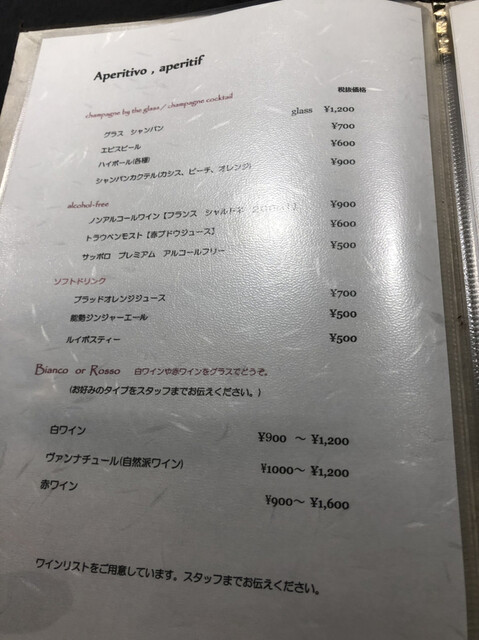 Aperitivo , aperitif
税抜価格
champagne by the glass / champagne cocktail
グラス シャンパン glass ¥1,200
エビスビール ¥700
ハイボール(各種) ¥600
シャンパンカクテル(カシス、ピーチ、オレンジ) ¥900
alcohol-free
ノンアルコールワイン【フランス シャルドネ ¥900
トラウベンモスト【赤ブドウジュース】 ¥600
サッポロ プレミアム アルコールフリー ¥500
ソフトドリンク
ブラッドオレンジジュース ¥700
能勢ジンジャーエール ¥500
ルイボスティー ¥500
Bianco or Rosso 白ワインや赤ワインをグラスでどうぞ。
(お好みのタイプをスタッフまでお伝えください。)
白ワイン ¥900 ～ ¥1,200
ヴァンナチュール(自然派ワイン) ¥1000～ ¥1,200
赤ワイン ¥900～ ¥1,600
ワインリストをご用意しています。スタッフまでお伝えください。